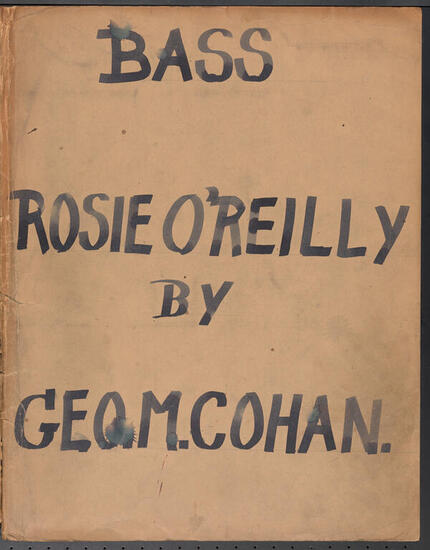 BASS
ROSIE O'REILLY
BY
GEO.M.COHAN.